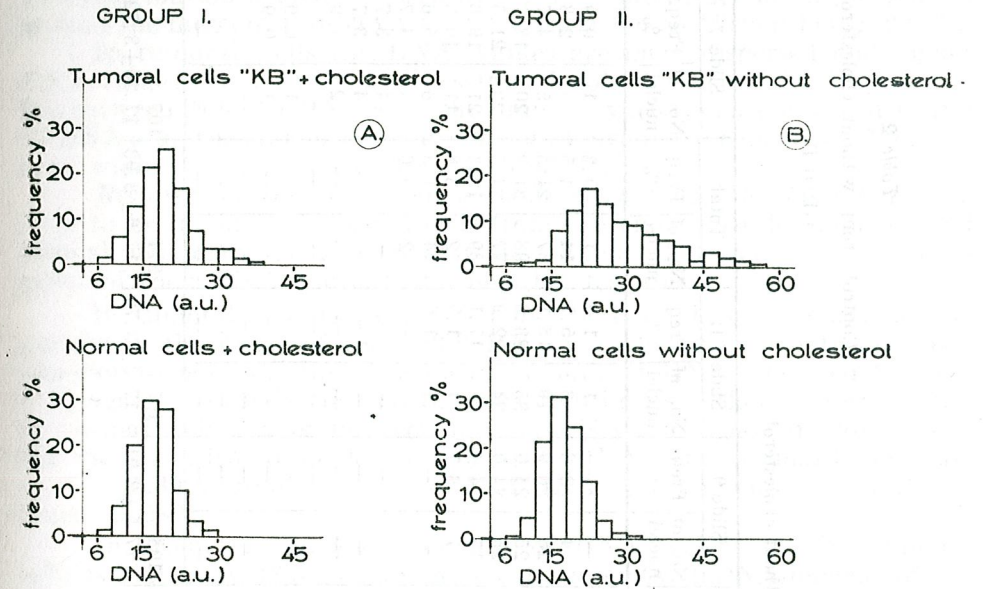 GROUP I.
GROUP II.
Tumoral cells "KB" + cholesterol
frequency %
30
20
10
0
A.
6 15 30 45
DNA (a.u.)
Tumoral cells "KB" without cholesterol
frequency %
30
20
10
0
B.
6 15 30 45 60
DNA (a.u.)
Normal cells + cholesterol
frequency %
30
20
10
0
6 15 30 45
DNA (a.u.)
Normal cells without cholesterol
frequency %
30
20
10
0
6 15 30 45 60
DNA (a.u.)